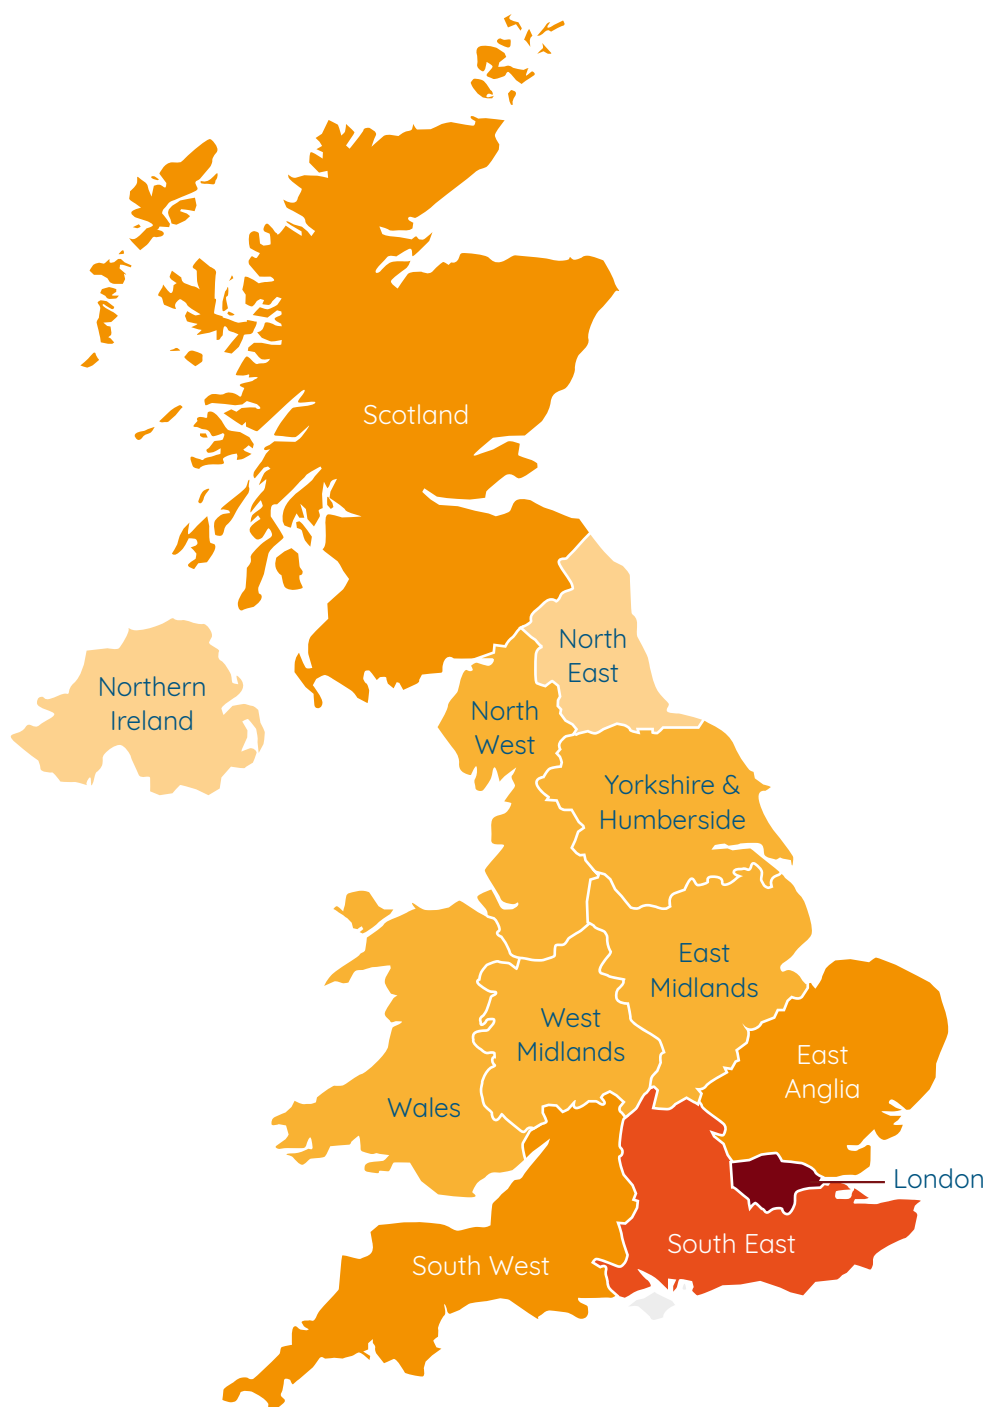 Scotland
North
East
Northern
Ireland
North
West
Yorkshire &
Humberside
East
Midlands
West
Midlands
East
Anglia
Wales
London
South East
South West